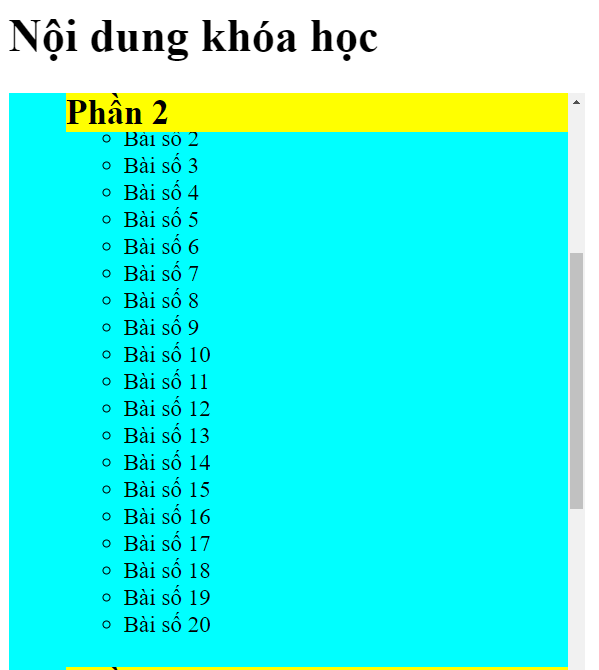 Nội dung khóa học
Phần 2
Bài số 2
Bài số 3
Bài số 4
Bài số 5
Bài số 6
Bài số 7
Bài số 8
Bài số 9
Bài số 10
Bài số 11
Bài số 12
Bài số 13
Bài số 14
Bài số 15
Bài số 16
Bài số 17
Bài số 18
Bài số 19
Bài số 20